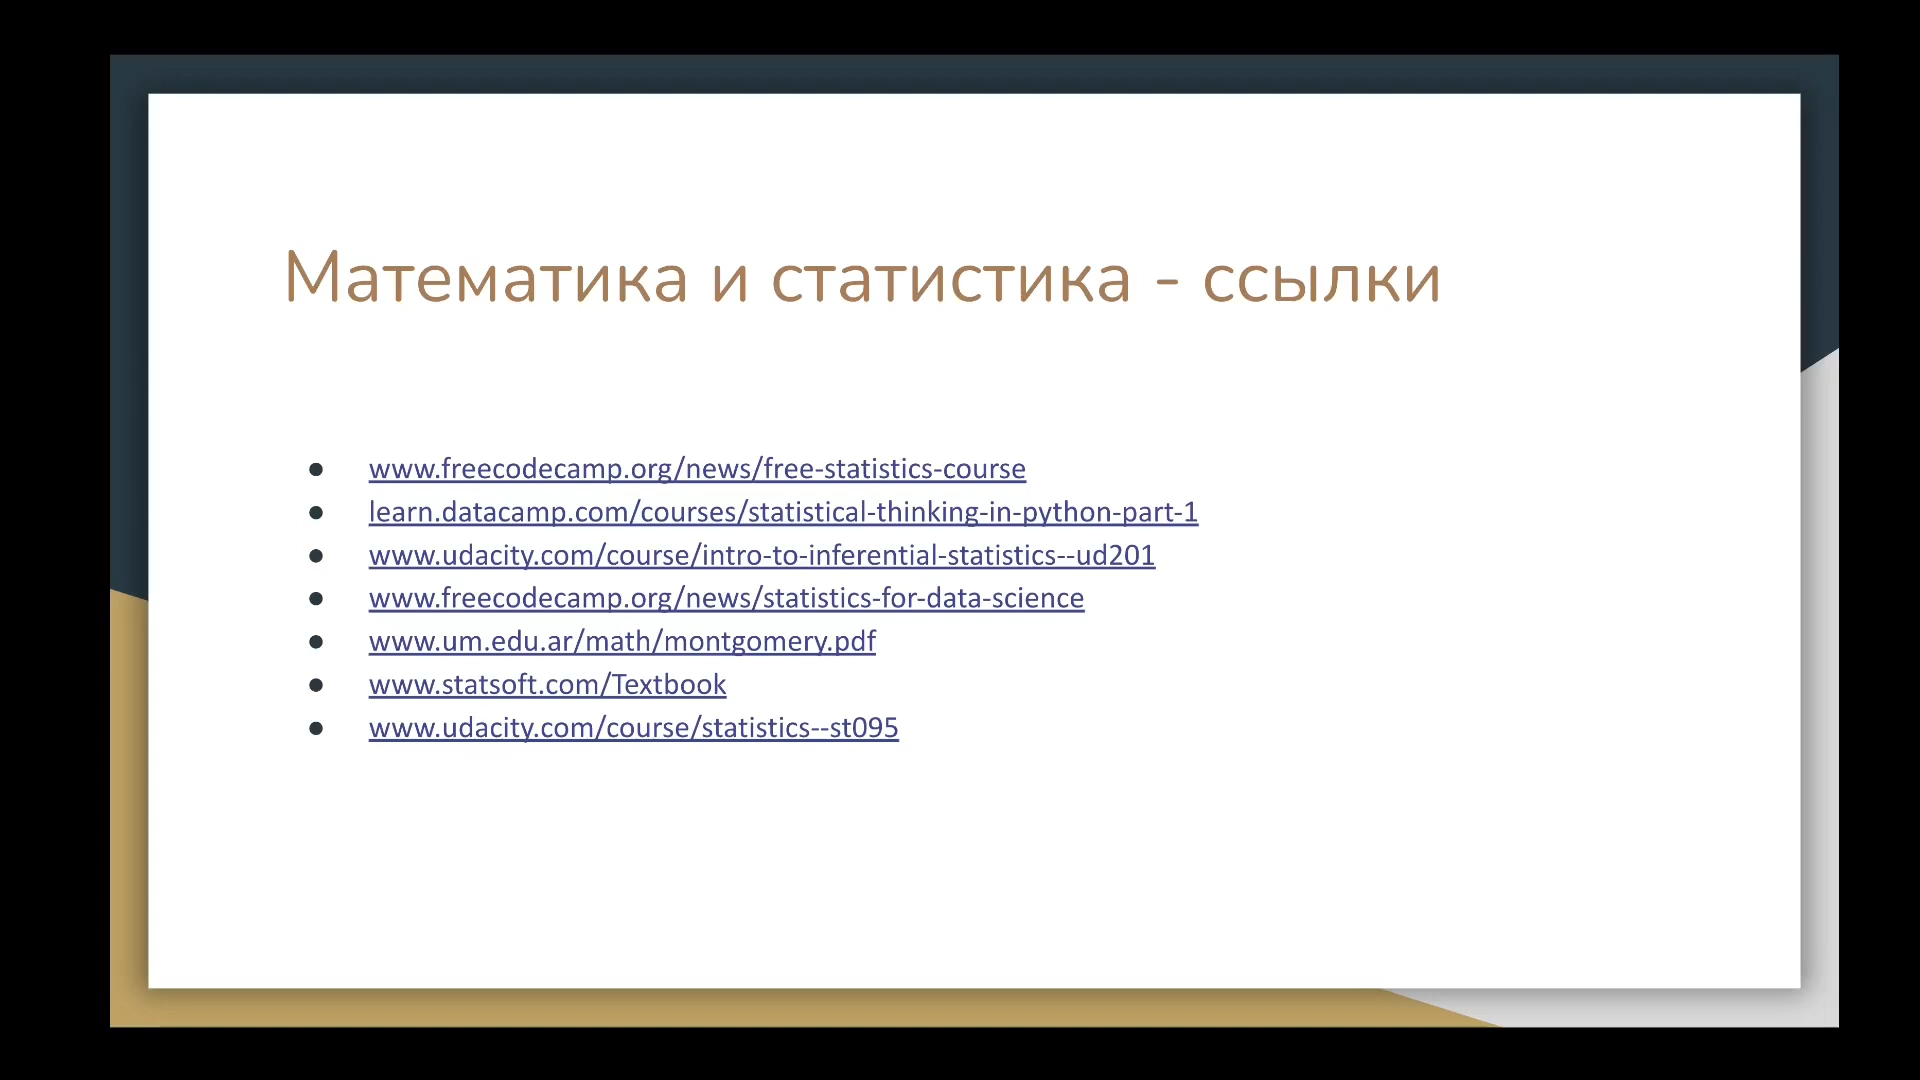 Математика и статистика - ссылки
● www.freecodecamp.org/news/free-statistics-course
● learn.datacamp.com/courses/statistical-thinking-in-python-part-1
● www.udacity.com/course/intro-to-inferential-statistics--ud201
● www.freecodecamp.org/news/statistics-for-data-science
● www.um.edu.ar/math/montgomery.pdf
● www.statsoft.com/Textbook
● www.udacity.com/course/statistics--st095